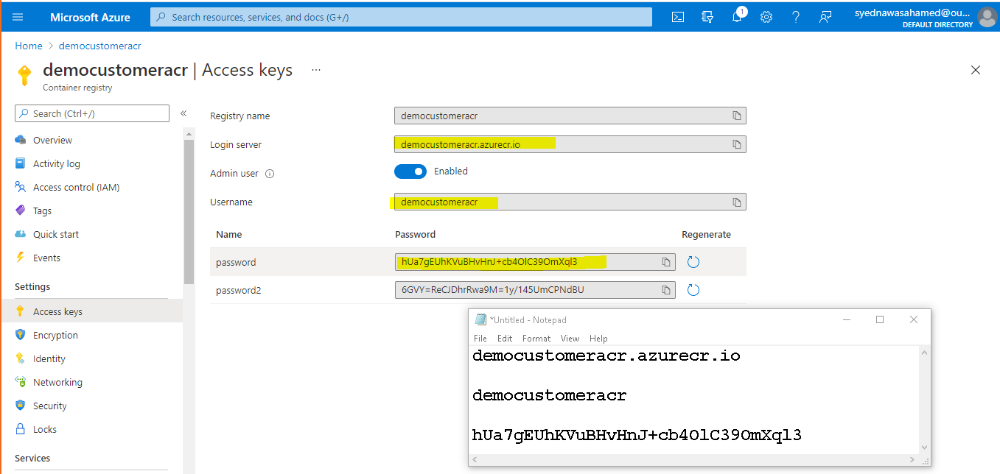 Microsoft Azure
Search resources, services, and docs (G+/)
1
syednawasahamed@ou...
DEFAULT DIRECTORY
Home > democustomeracr
democustomeracr | Access keys ...
Container registry
Search (Ctrl+/)
«
Overview
Activity log
Access control (IAM)
Tags
Quick start
Events
Settings
Access keys
Encryption
Identity
Networking
Security
Locks
Services
Registry name
democustomeracr
Login server
democustomeracr.azurecr.io
Admin user
Enabled
Username
democustomeracr
Name Password Regenerate
password hUa7gEUhKVuBHvHnJ+cb4OlC39OmXql3
password2 6GVY=ReCJDhrRwa9M=1y/145UmCPNdBU
*Untitled - Notepad
File Edit Format View Help
democustomeracr.azurecr.io
democustomeracr
hUa7gEUhKVuBHvHnJ+cb4OlC39OmXql3